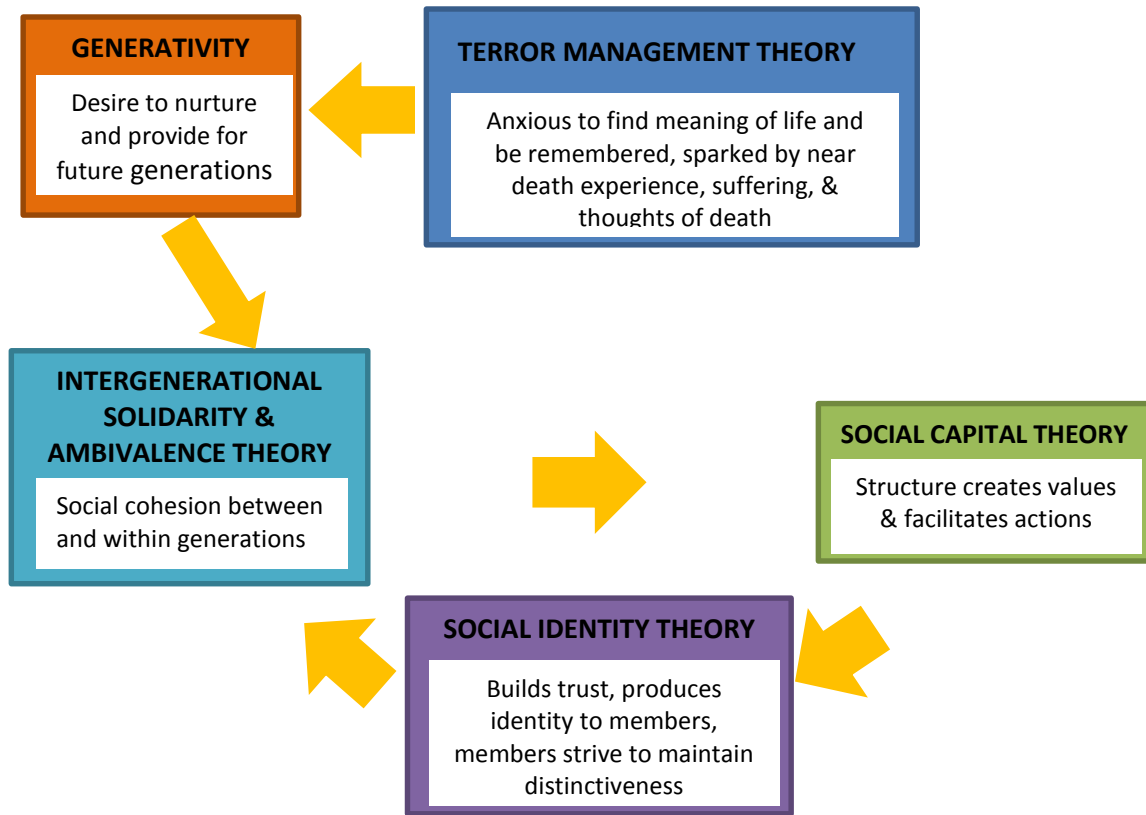 GENERATIVITY
Desire to nurture
and provide for
future generations
TERROR MANAGEMENT THEORY
Anxious to find meaning of life and
be remembered, sparked by near
death experience, suffering, &
thoughts of death
INTERGENERATIONAL
SOLIDARITY &
AMBIVALENCE THEORY
Social cohesion between
and within generations
SOCIAL CAPITAL THEORY
Structure creates values
& facilitates actions
SOCIAL IDENTITY THEORY
Builds trust, produces
identity to members,
members strive to maintain
distinctiveness